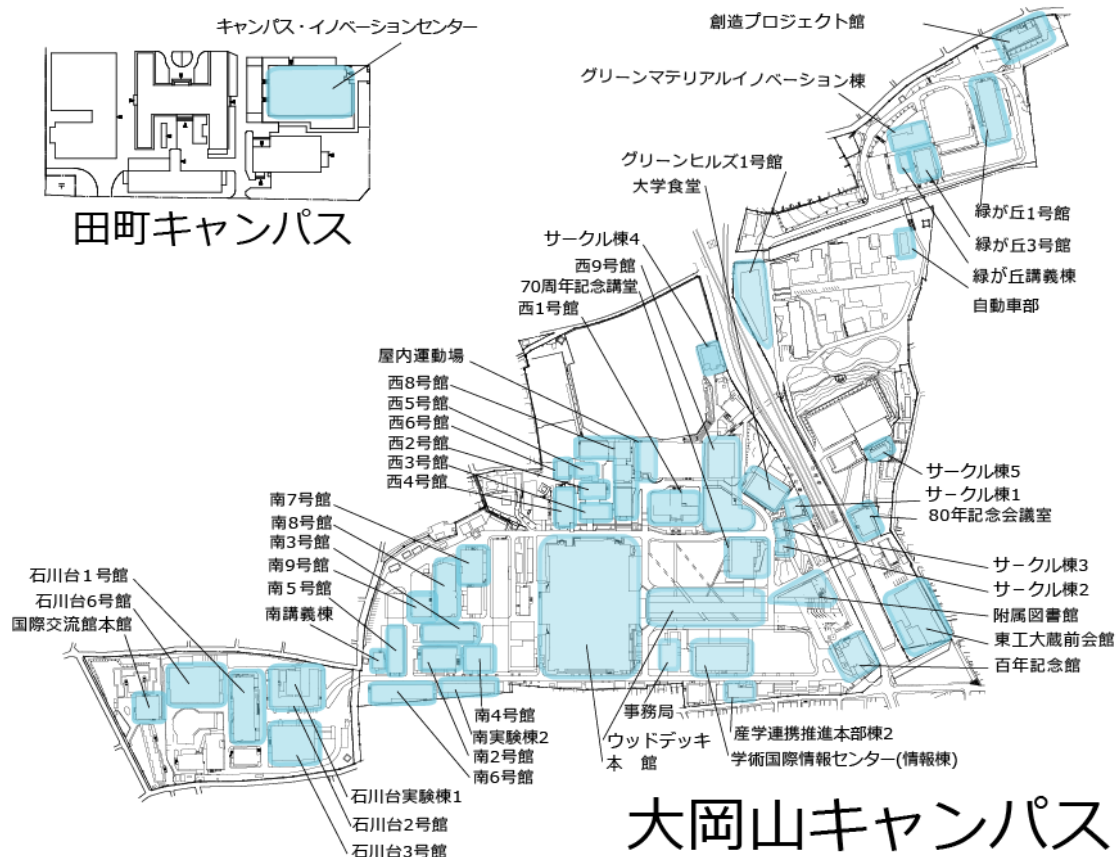 キャンパス・イノベーションセンター
田町キャンパス
創造プロジェクト館
グリーンマテリアルイノベーション棟
グリーンヒルズ1号館
大学食堂
サークル棟4
西9号館
70周年記念講堂
西1号館
緑が丘1号館
緑が丘3号館
緑が丘講義棟
自動車部
屋内運動場
西8号館
西5号館
西6号館
西2号館
西3号館
西4号館
南7号館
南8号館
南3号館
南9号館
南5号館
南講義棟
石川台1号館
石川台6号館
国際交流館本館
サークル棟5
サークル棟1
80年記念会議室
サークル棟3
サークル棟2
附属図書館
東工大蔵前会館
百年記念館
南4号館
南実験棟2
南2号館
南6号館
事務局
ウッドデッキ
本　館
産学連携推進本部棟2
学術国際情報センター(情報棟)
石川台実験棟1
石川台2号館
石川台3号館
大岡山キャンパス